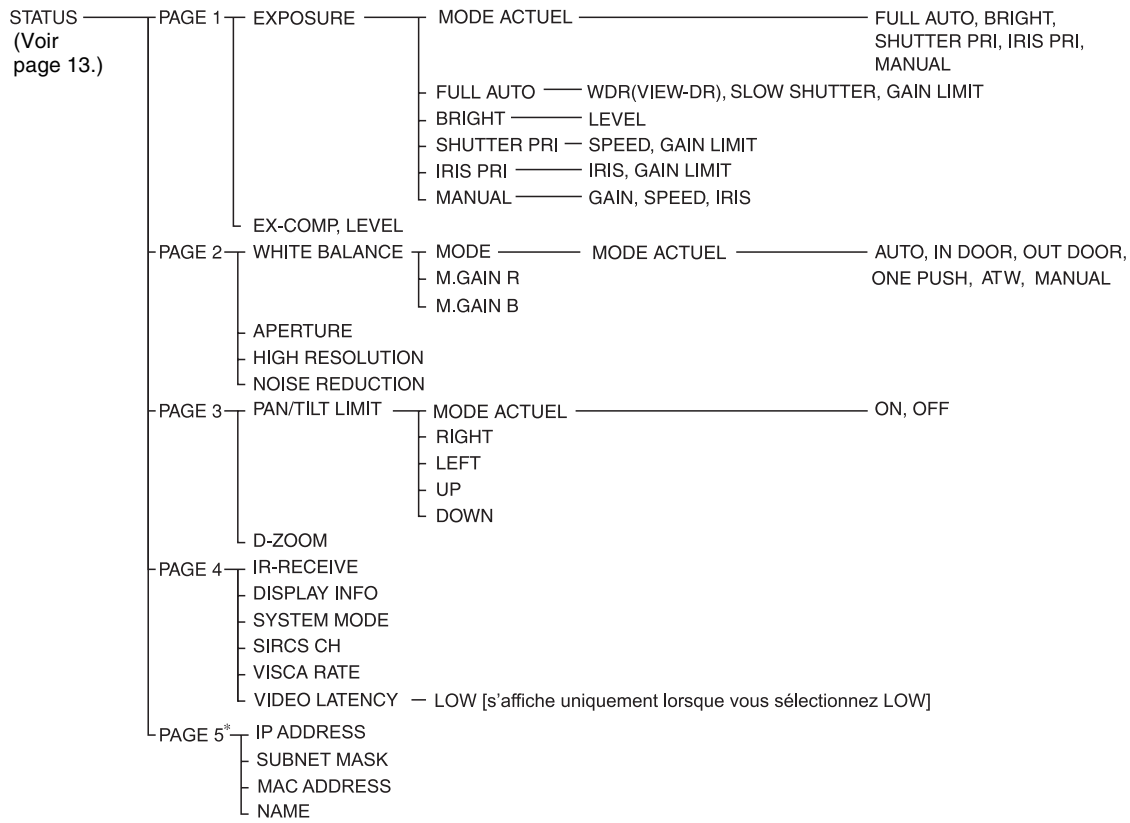 STATUS PAGE 1 EXPOSURE MODE ACTUEL FULL AUTO, BRIGHT,
(Voir SHUTTER PRI, IRIS PRI,
page 13.) MANUAL
FULL AUTO WDR(VIEW-DR), SLOW SHUTTER, GAIN LIMIT
BRIGHT LEVEL
SHUTTER PRI SPEED, GAIN LIMIT
IRIS PRI IRIS, GAIN LIMIT
MANUAL GAIN, SPEED, IRIS
EX-COMP, LEVEL
PAGE 2 WHITE BALANCE MODE MODE ACTUEL AUTO, IN DOOR, OUT DOOR,
M.GAIN R ONE PUSH, ATW, MANUAL
M.GAIN B
APERTURE
HIGH RESOLUTION
NOISE REDUCTION
PAGE 3 PAN/TILT LIMIT MODE ACTUEL ON, OFF
RIGHT
LEFT
UP
DOWN
D-ZOOM
PAGE 4 IR-RECEIVE
DISPLAY INFO
SYSTEM MODE
SIRCS CH
VISCA RATE
VIDEO LATENCY LOW [s'affiche uniquement lorsque vous sélectionnez LOW]
PAGE 5* IP ADDRESS
SUBNET MASK
MAC ADDRESS
NAME